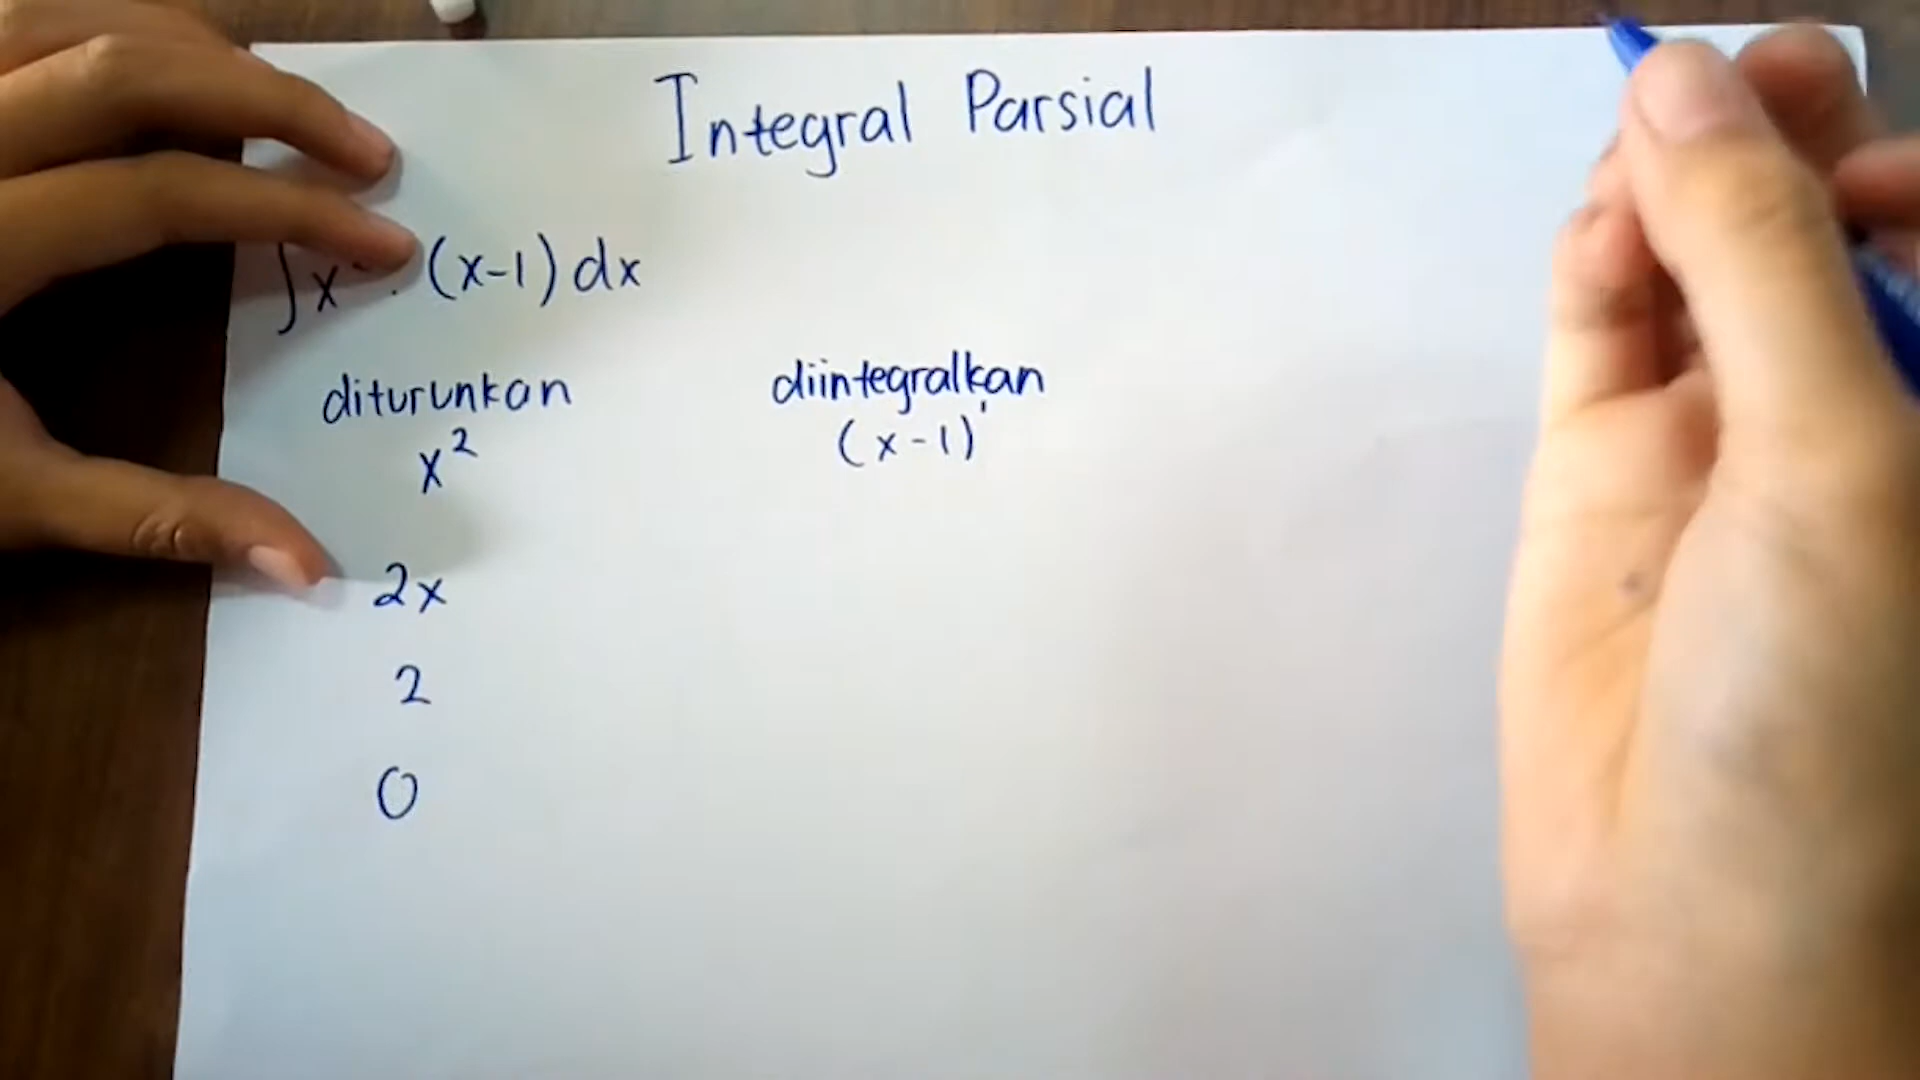 Integral Parsial
∫x . (x-1) dx
diturunkan diintegralkan
x² (x-1)'
2x
2
0